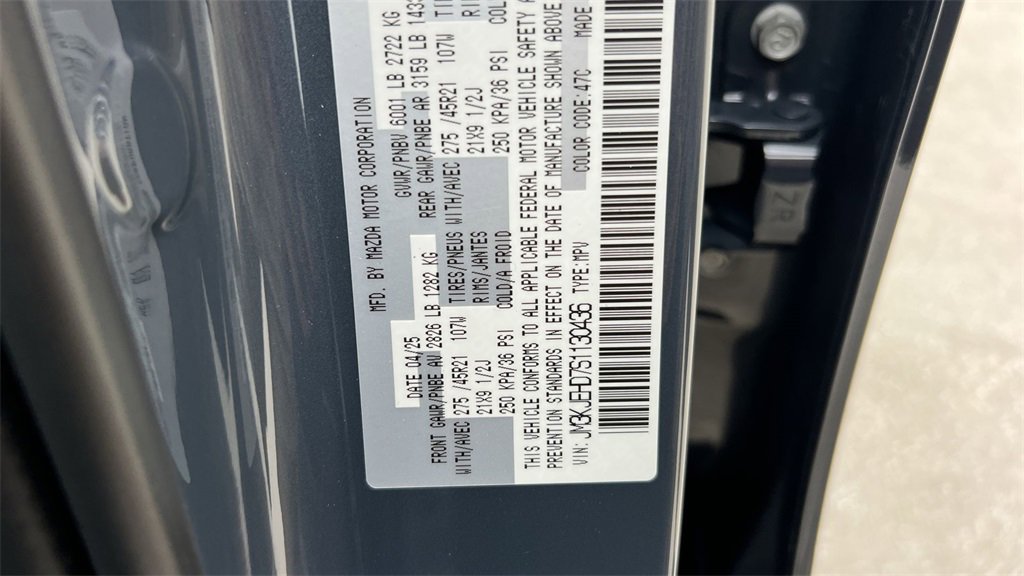 MFD. BY MAZDA MOTOR CORPORATION
DATE 04/25 GVWR/PNBV 6001 LB 2722 KG
FRONT GAWR/PNBE AV 2826 LB 1282 KG REAR GAWR/PNBE AR 3159 LB
WITH/AVEC 275 /45R21 107W TIRES/PNEUS WITH/AVEC 275 /45R21 107W
21X9 1/2J RIMS/JANTES 21X9 1/2J
250 KPA/36 PSI COLD/A FROID 250 KPA/36 PSI
THIS VEHICLE CONFORMS TO ALL APPLICABLE FEDERAL MOTOR VEHICLE SAFETY
PREVENTION STANDARDS IN EFFECT ON THE DATE OF MANUFACTURE SHOWN ABOVE
VIN: JM3KJEHD7S1130436 TYPE:MPV COLOR CODE:47C MADE
ZR